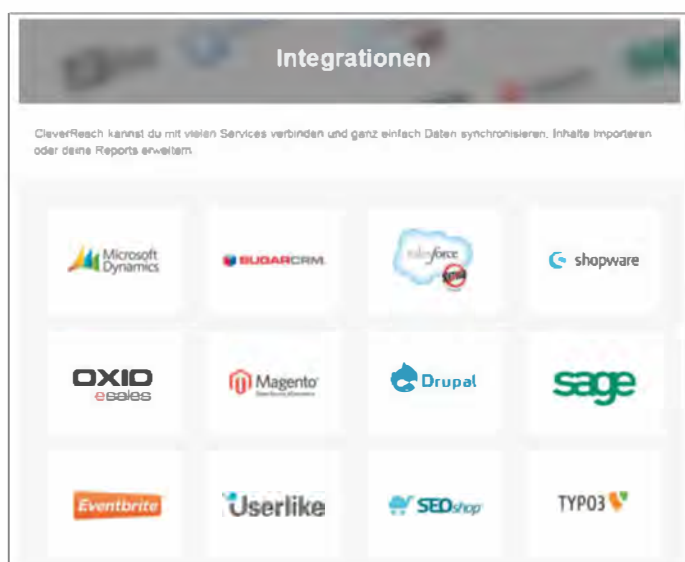 Integrationen
CleverReach kannst du mit vielen Services verbinden und ganz einfach Daten synchronisieren, Inhalte importieren
oder deine Reports erweitern.
Microsoft
Dynamics
SUGARCRM
salesforce
shopware
OXID
esales
Magento
Drupal
sage
Eventbrite
Userlike
SEOshop
TYPO3